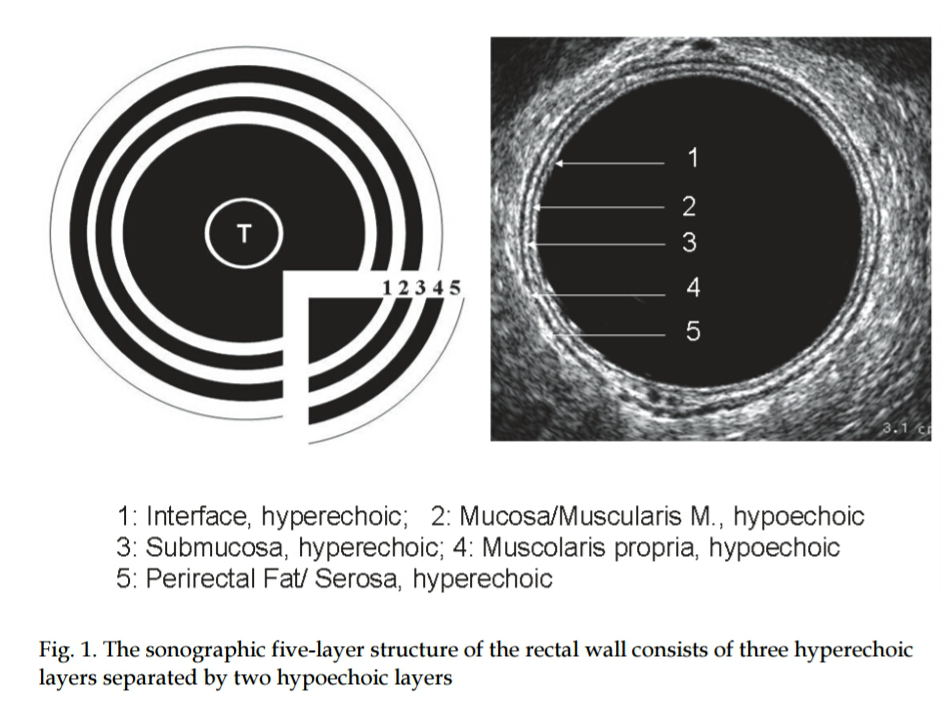 T
1 2 3 4 5
1
2
3
4
5
3.1
1: Interface, hyperechoic; 2: Mucosa/Muscularis M., hypoechoic
3: Submucosa, hyperechoic; 4: Muscolaris propria, hypoechoic
5: Perirectal Fat/ Serosa, hyperechoic
Fig. 1. The sonographic five-layer structure of the rectal wall consists of three hyperechoic
layers separated by two hypoechoic layers